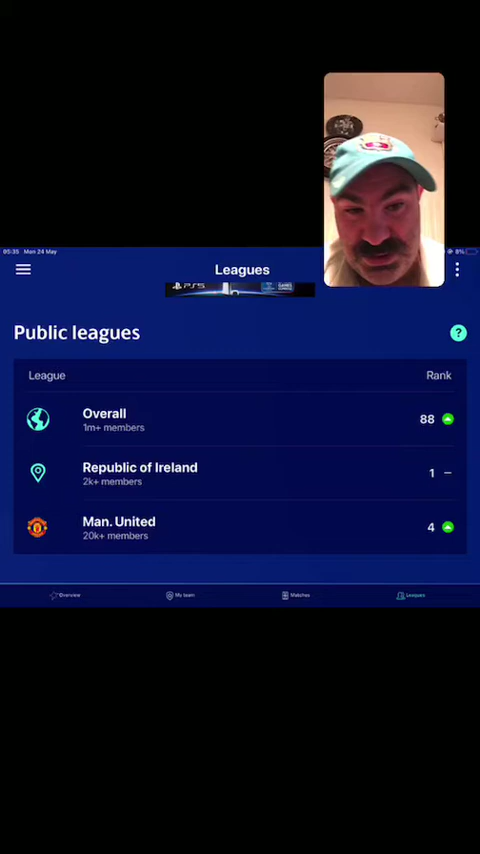 05:35 Mon 24 May
8%
Leagues
PS5
Public leagues
?
League Rank
Overall
1m+ members
88
Republic of Ireland
2k+ members
1 –
Man. United
20k+ members
4
Overview My team Matches Leagues